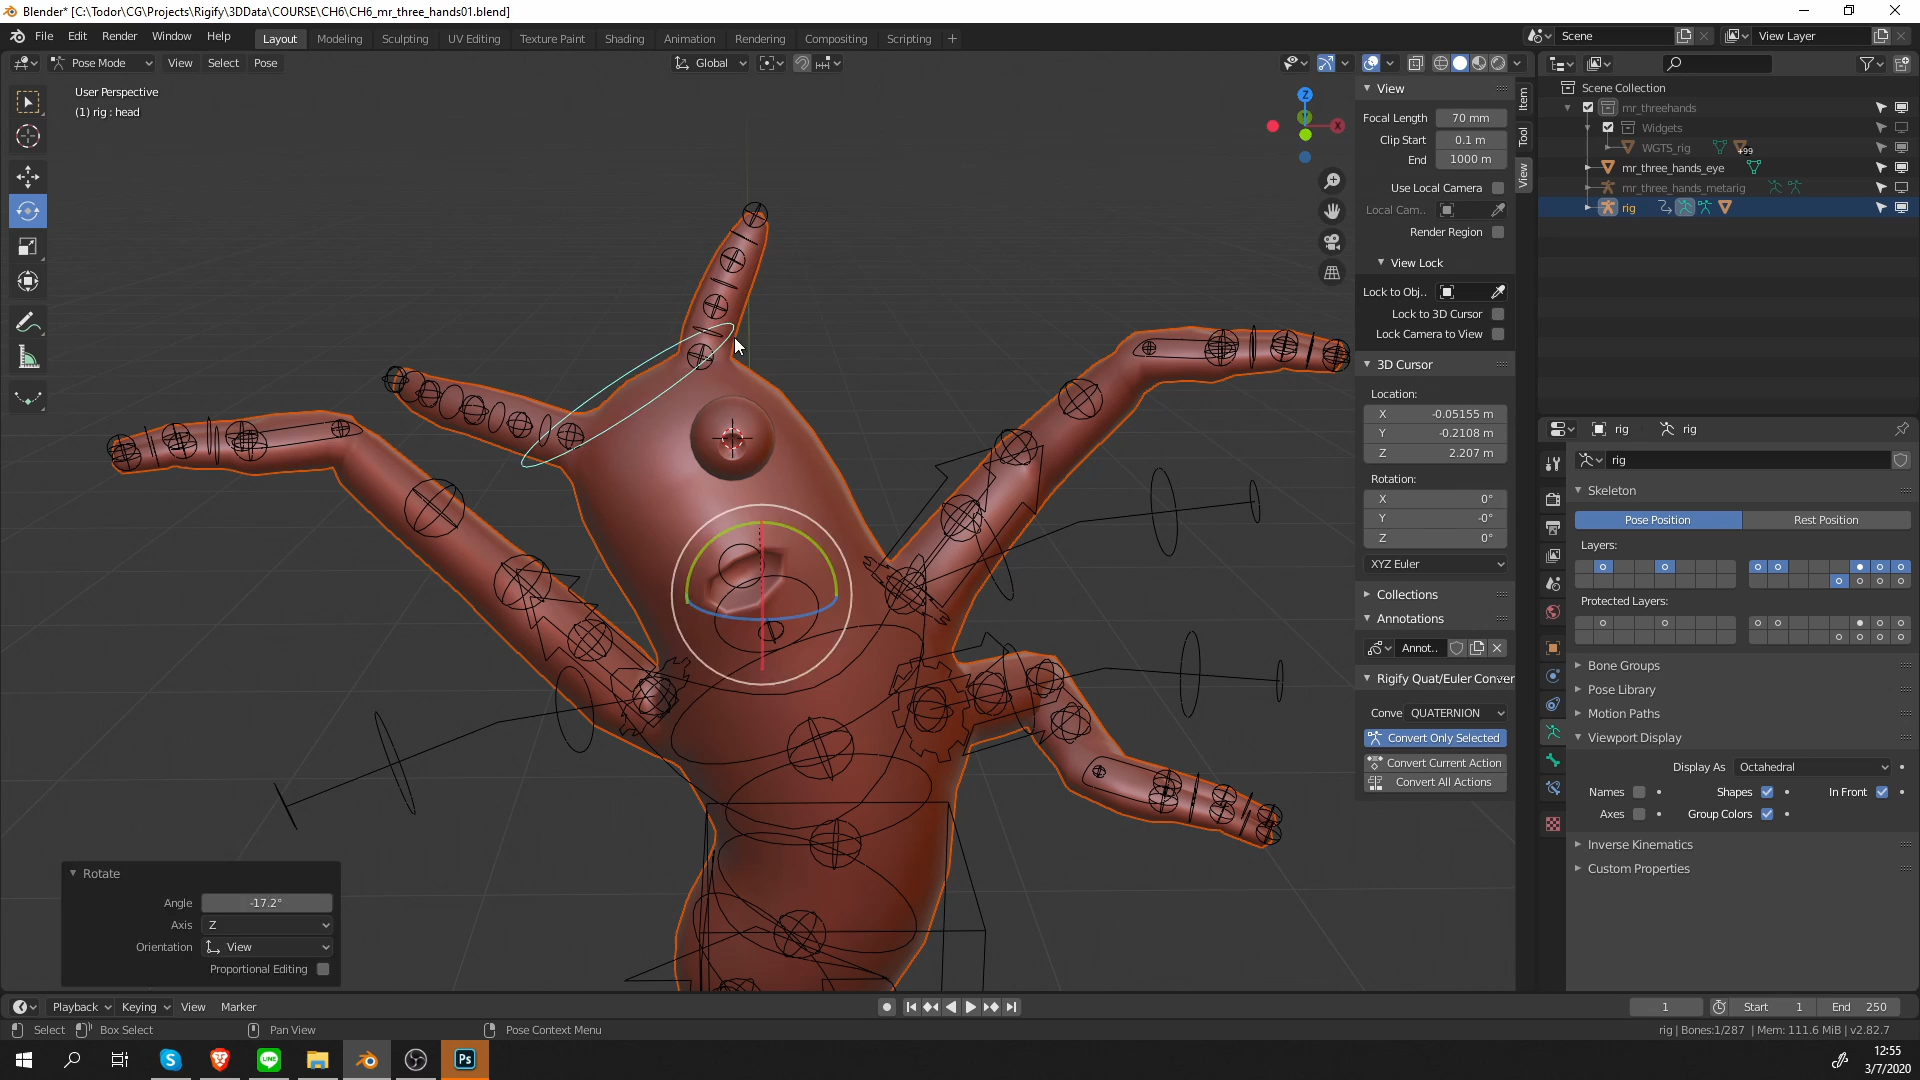 Blender* [C:\Todor\CG\Projects\Rigify\3DData\COURSE\CH6\CH6_mr_three_hands01.blend]
File Edit Render Window Help Layout Modeling Sculpting UV Editing Texture Paint Shading Animation Rendering Compositing Scripting + Scene View Layer
Pose Mode View Select Pose Global
User Perspective
(1) rig : head
View
Focal Length 70 mm
Clip Start 0.1 m
End 1000 m
Use Local Camera
Local Cam..
Render Region
View Lock
Lock to Obj..
Lock to 3D Cursor
Lock Camera to View
3D Cursor
Location:
X -0.05155 m
Y -0.2108 m
Z 2.207 m
Rotation:
X 0°
Y -0°
Z 0°
XYZ Euler
Collections
Annotations
Annot..
Rigify Quat/Euler Conver
Conve QUATERNION
Convert Only Selected
Convert Current Action
Convert All Actions
Item
Tool
View
Z
X
Scene Collection
mr_threehands
Widgets
WGTS_rig +99
mr_three_hands_eye
mr_three_hands_metarig
rig
rig rig
rig
Skeleton
Pose Position Rest Position
Layers:
Protected Layers:
Bone Groups
Pose Library
Motion Paths
Viewport Display
Display As Octahedral
Names Shapes In Front
Axes Group Colors
Inverse Kinematics
Custom Properties
Rotate
Angle -17.2°
Axis Z
Orientation View
Proportional Editing
Playback Keying View Marker 1 Start 1 End 250
Select Box Select Pan View Pose Context Menu rig | Bones:1/287 | Mem: 111.6 MiB | v2.82.7
S LINE Ps
12:55
3/7/2020